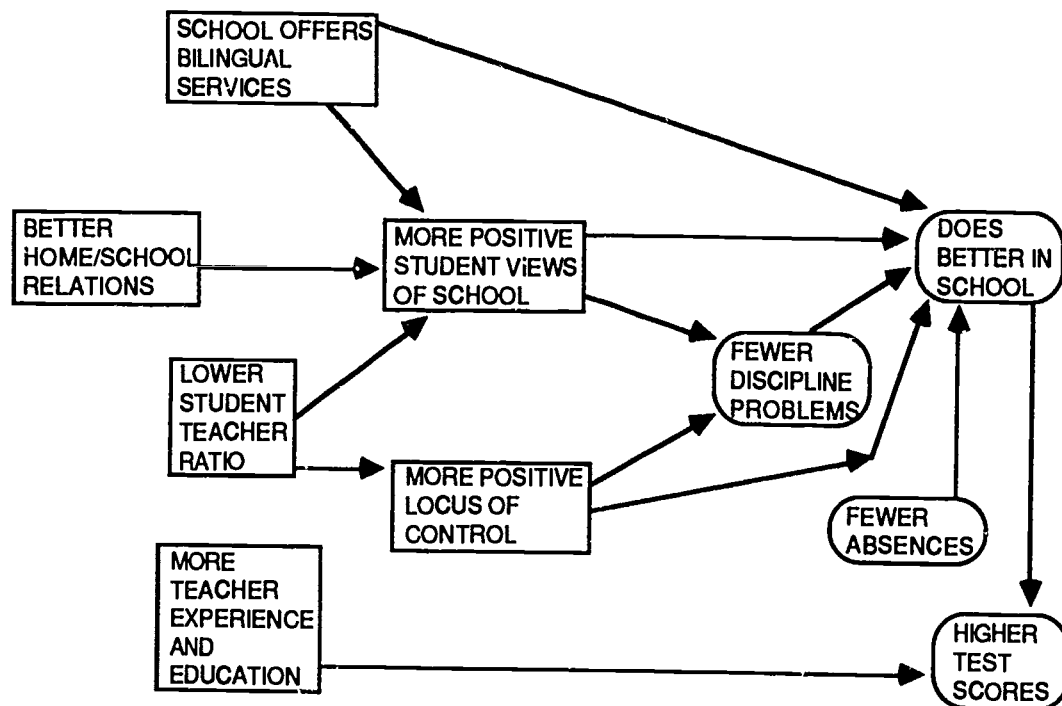 SCHOOL OFFERS
BILINGUAL
SERVICES
BETTER
HOME/SCHOOL
RELATIONS
MORE POSITIVE
STUDENT ViEWS
OF SCHOOL
DOES
BETTER IN
SCHOOL
LOWER
STUDENT
TEACHER
RATIO
FEWER
DISCIPLINE
PROBLEMS
MORE POSITIVE
LOCUS OF
CONTROL
FEWER
ABSENCES
MORE
TEACHER
EXPERIENCE
AND
EDUCATION
HIGHER
TEST
SCORES